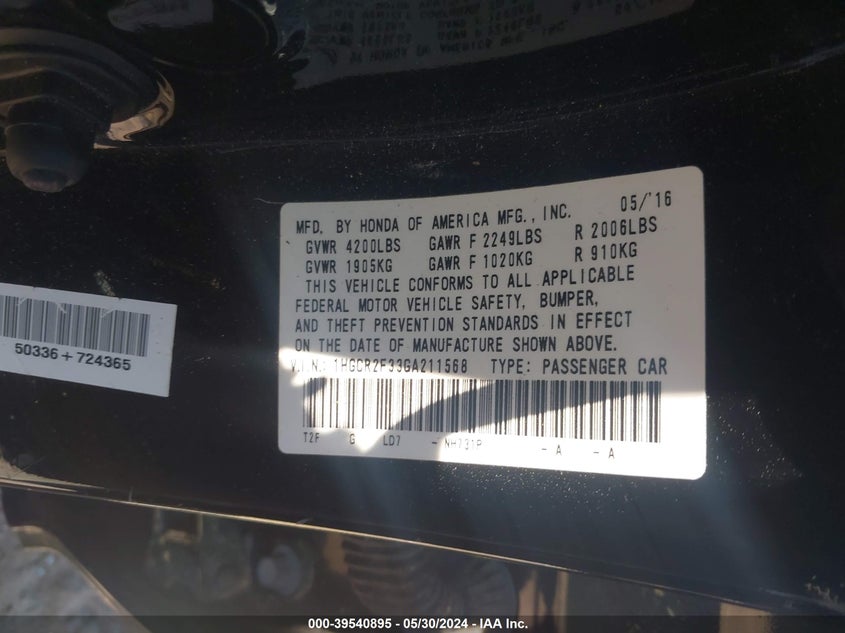 MFD. BY HONDA OF AMERICA MFG., INC. 05/'16
GVWR 4200LBS GAWR F 2249LBS R 2006LBS
GVWR 1905KG GAWR F 1020KG R 910KG
THIS VEHICLE CONFORMS TO ALL APPLICABLE
FEDERAL MOTOR VEHICLE SAFETY, BUMPER,
AND THEFT PREVENTION STANDARDS IN EFFECT
ON THE DATE OF MANUFACTURE SHOWN ABOVE.
V.I.N.: 1HGCR2F33GA211568 TYPE: PASSENGER CAR
T2F G LD7 - NH731P - A - A
50336+724365
000-39540895 - 05/30/2024 - IAA Inc.